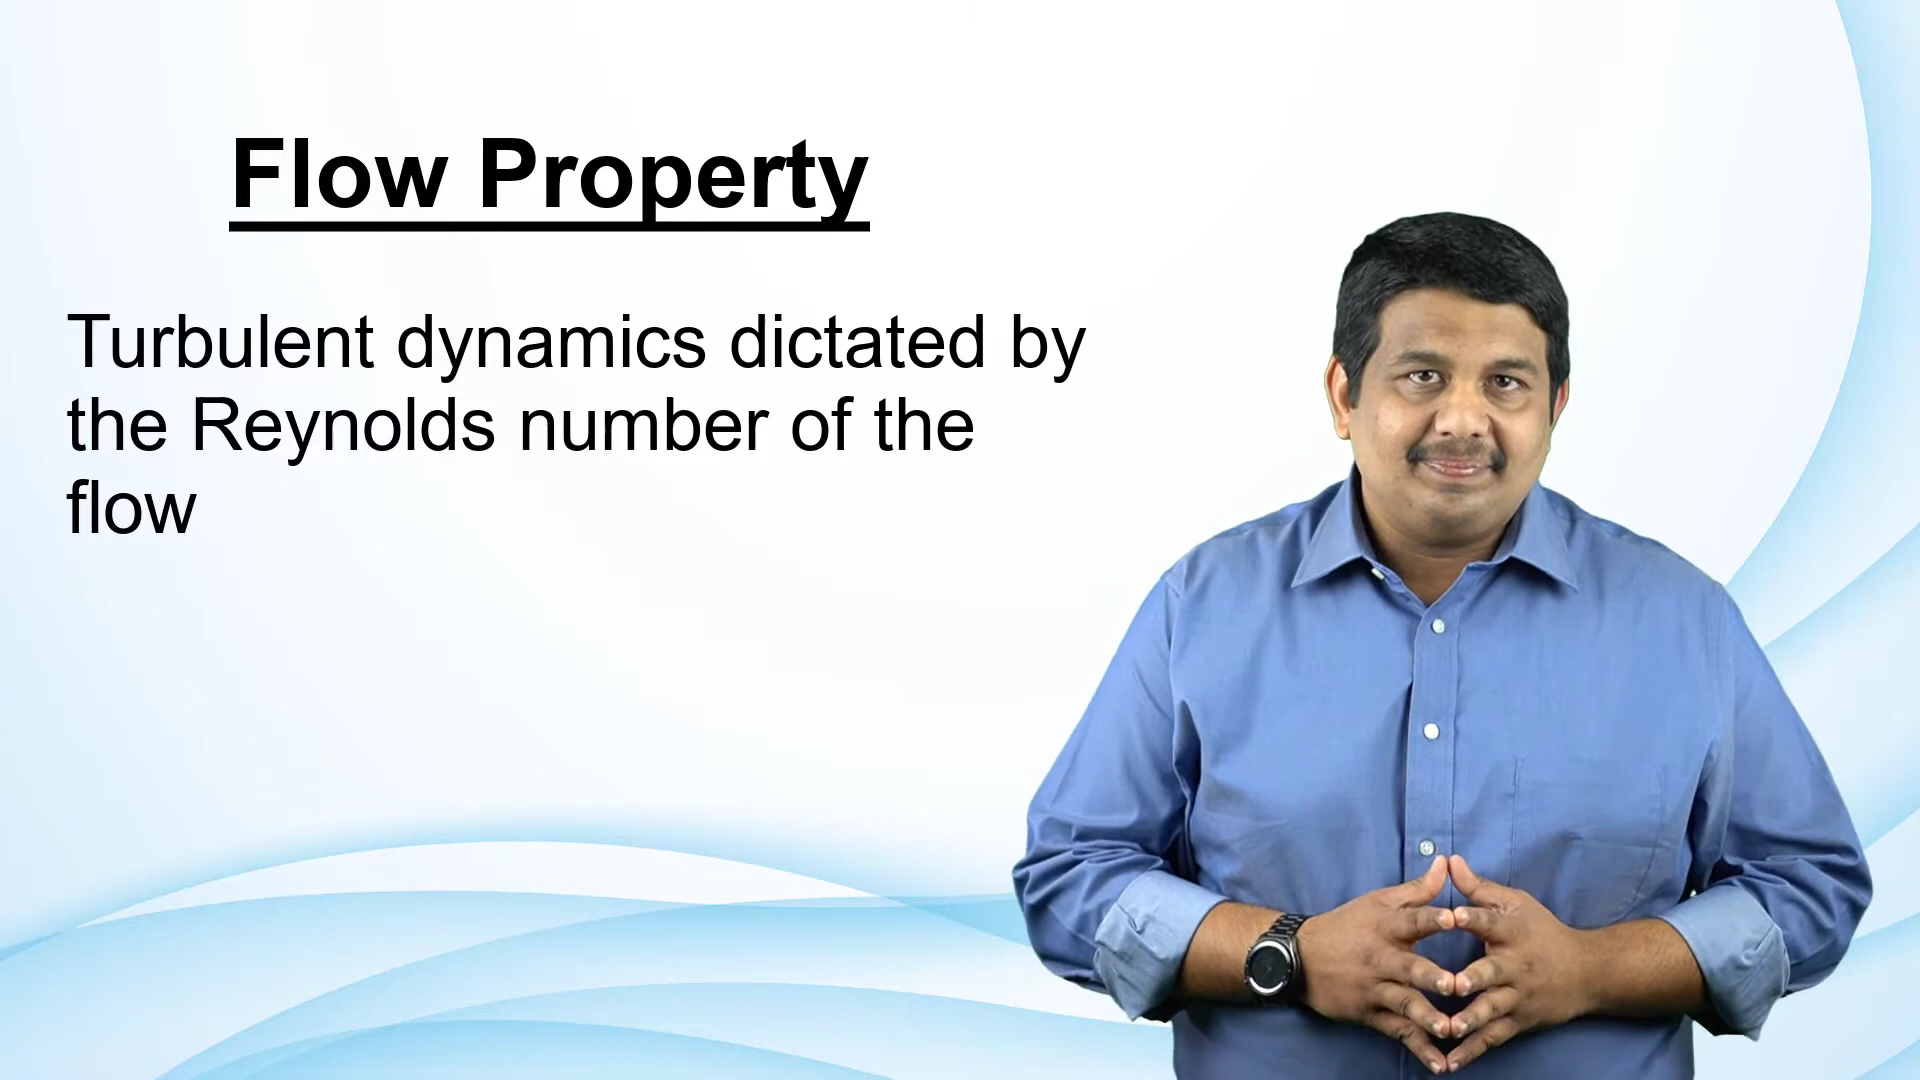 Flow Property
Turbulent dynamics dictated by
the Reynolds number of the
flow